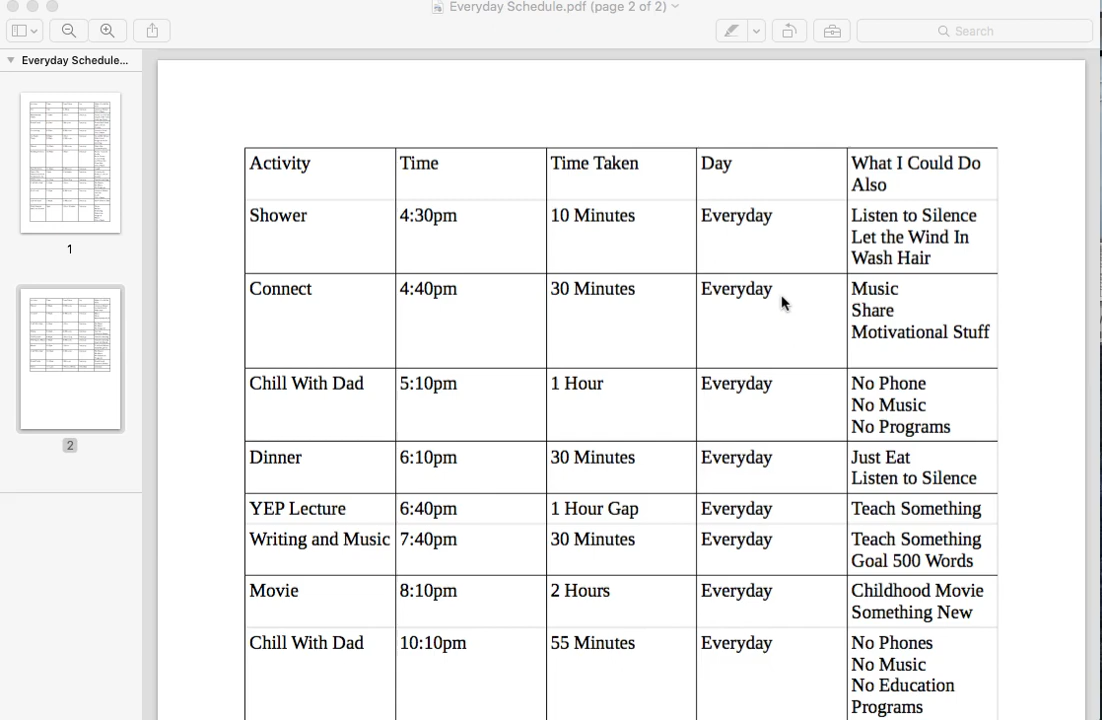 Everyday Schedule.pdf (page 2 of 2)
Search
Everyday Schedule...
1
2
Activity Time Time Taken Day What I Could Do
Also
Shower 4:30pm 10 Minutes Everyday Listen to Silence
Let the Wind In
Wash Hair
Connect 4:40pm 30 Minutes Everyday Music
Share
Motivational Stuff
Chill With Dad 5:10pm 1 Hour Everyday No Phone
No Music
No Programs
Dinner 6:10pm 30 Minutes Everyday Just Eat
Listen to Silence
YEP Lecture 6:40pm 1 Hour Gap Everyday Teach Something
Writing and Music 7:40pm 30 Minutes Everyday Teach Something
Goal 500 Words
Movie 8:10pm 2 Hours Everyday Childhood Movie
Something New
Chill With Dad 10:10pm 55 Minutes Everyday No Phones
No Music
No Education
Programs